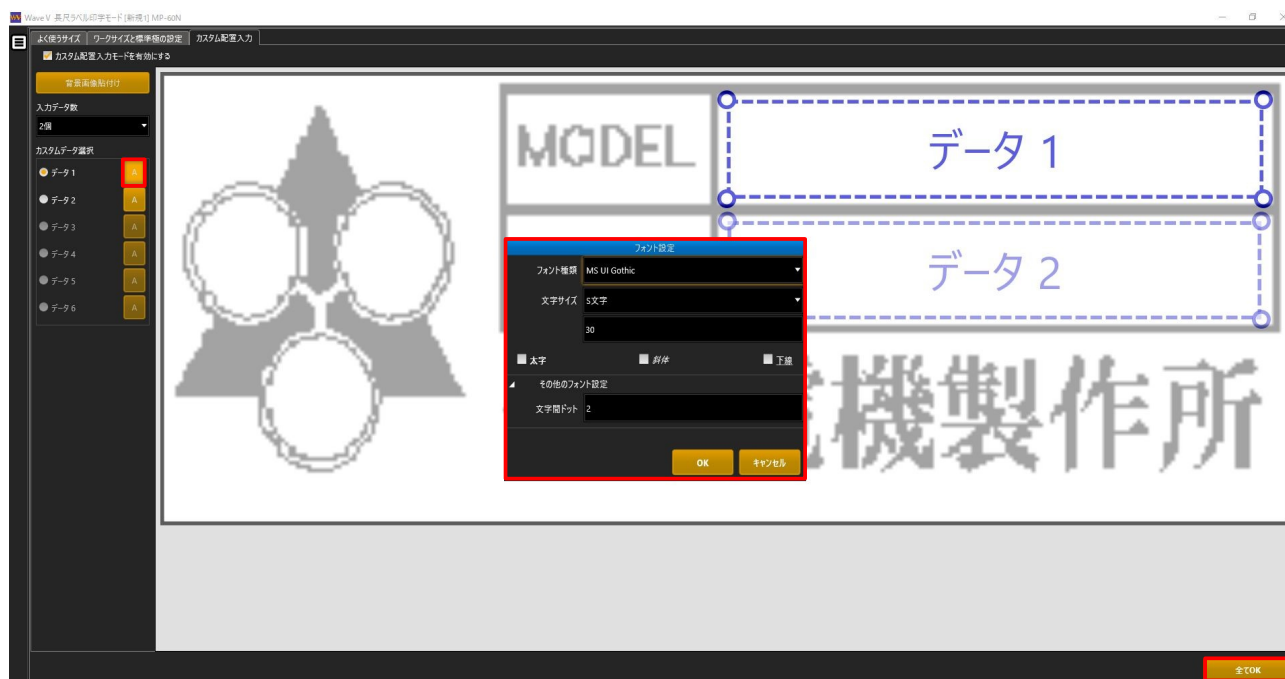 Wave V 長尺ラベル印字モード [新規1] MP-60N
よく使うサイズ ワークサイズと標準極の設定 カスタム配置入力
カスタム配置入力モードを有効にする
背景画像貼付け
入力データ数
2個
カスタムデータ選択
データ 1 A
データ 2 A
データ 3 A
データ 4 A
データ 5 A
データ 6 A
MODEL
データ 1
データ 2
機製作所
フォント設定
フォント種類 MS UI Gothic
文字サイズ S文字
30
太字 斜体 下線
その他のフォント設定
文字間ドット 2
OK キャンセル
全てOK